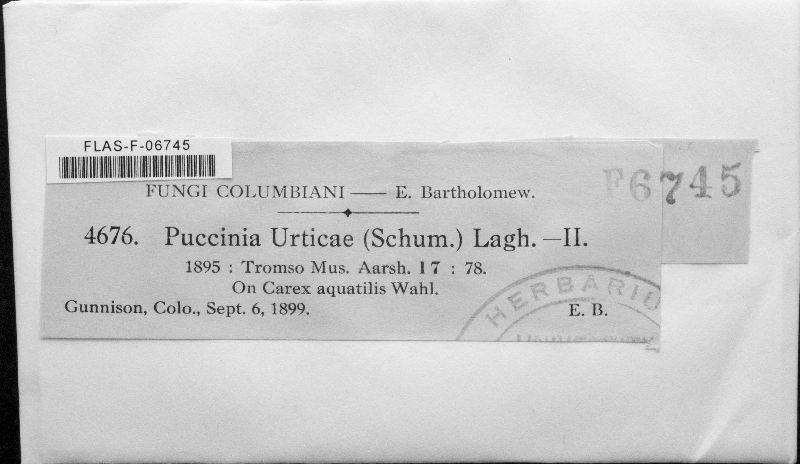 FLAS-F-06745
F6745
FUNGI COLUMBIANI — E. Bartholomew.
4676. Puccinia Urticae (Schum.) Lagh. —II.
1895 : Tromso Mus. Aarsh. 17 : 78.
On Carex aquatilis Wahl.
Gunnison, Colo., Sept. 6, 1899. E. B.
HERBARIU